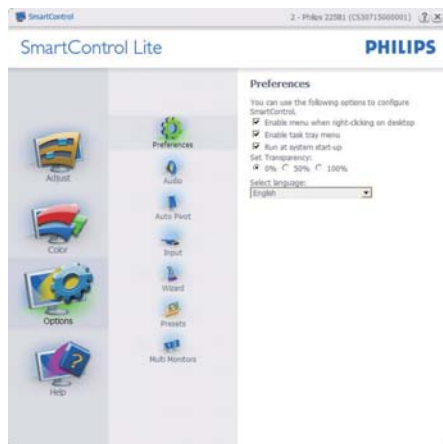 SmartControl
2 - Philips 225B1 (CS30715000001)
SmartControl Lite
PHILIPS
Adjust
Color
Options
Help
Preferences
Audio
Auto Pivot
Input
Wizard
Presets
Multi Monitors
Preferences
You can use the following options to configure
SmartControl.
Enable menu when right-clicking on desktop
Enable task tray menu
Run at system start-up
Set Transparency:
0% 50% 100%
Select language:
English